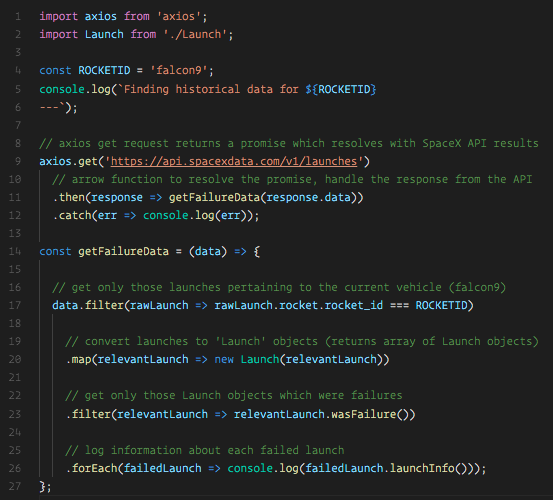 1 import axios from 'axios';
2 import Launch from './Launch';
3
4 const ROCKETID = 'falcon9';
5 console.log(`Finding historical data for ${ROCKETID}
6 ---`);
7
8 // axios get request returns a promise which resolves with SpaceX API results
9 axios.get('https://api.spacexdata.com/v1/launches')
10 // arrow function to resolve the promise, handle the response from the API
11 .then(response => getFailureData(response.data))
12 .catch(err => console.log(err));
13
14 const getFailureData = (data) => {
15
16 // get only those launches pertaining to the current vehicle (falcon9)
17 data.filter(rawLaunch => rawLaunch.rocket.rocket_id === ROCKETID)
18
19 // convert launches to 'Launch' objects (returns array of Launch objects)
20 .map(relevantLaunch => new Launch(relevantLaunch))
21
22 // get only those Launch objects which were failures
23 .filter(relevantLaunch => relevantLaunch.wasFailure())
24
25 // log information about each failed launch
26 .forEach(failedLaunch => console.log(failedLaunch.launchInfo()));
27 };